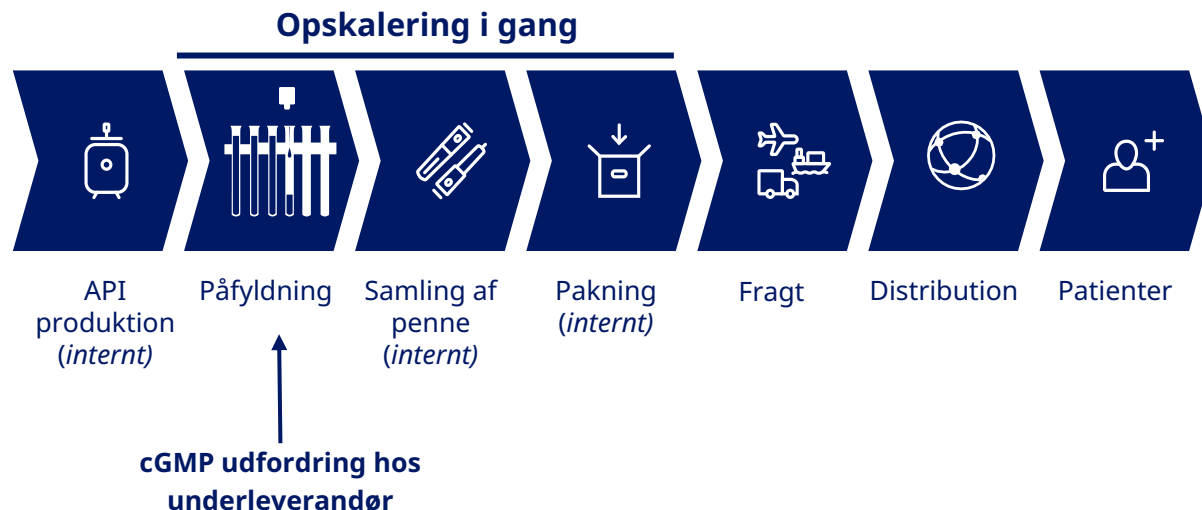 Opskalering i gang
API
produktion
(internt)
Påfyldning
Samling af
penne
(internt)
Pakning
(internt)
Fragt
Distribution
Patienter
cGMP udfordring hos
underleverandør